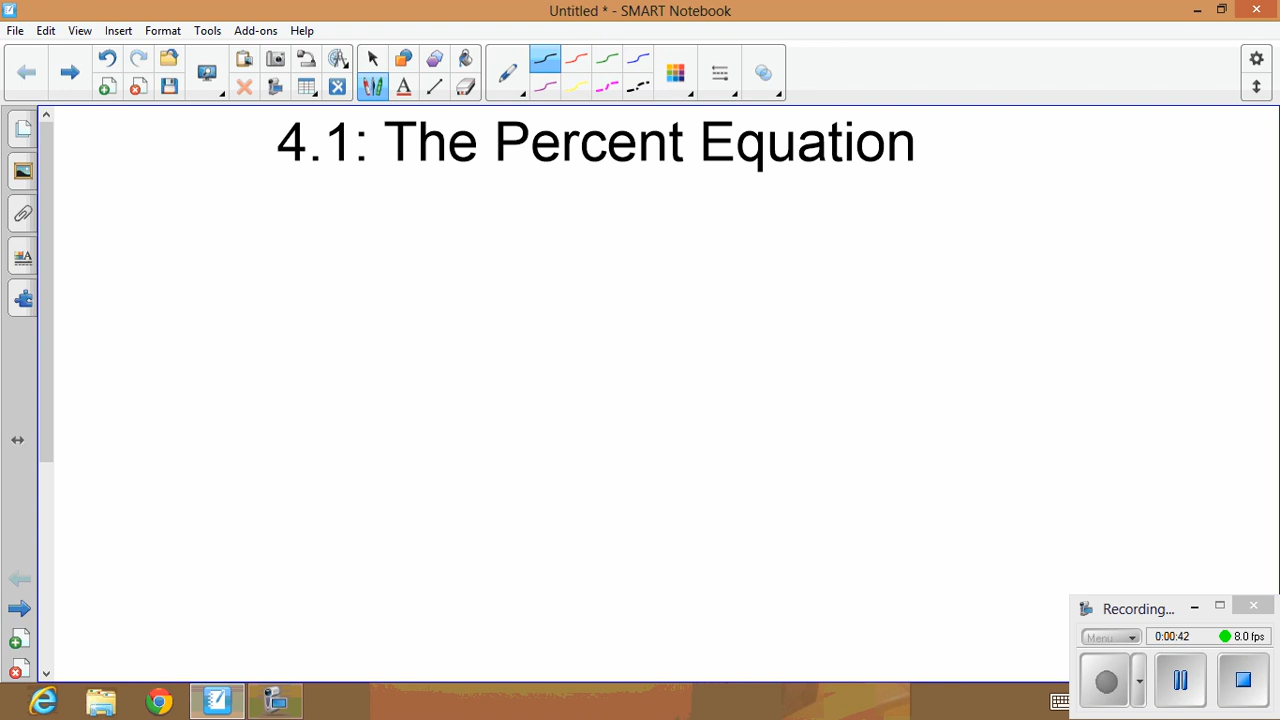 Untitled * - SMART Notebook
File Edit View Insert Format Tools Add-ons Help
4.1: The Percent Equation
Recording...
Menu 0:00:42 8.0 fps